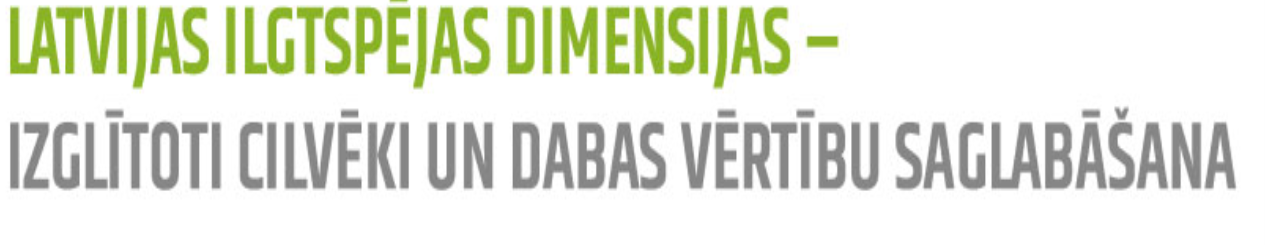 LATVIJAS ILGTSPĒJAS DIMENSIJAS –
IZGLĪTOTI CILVĒKI UN DABAS VĒRTĪBU SAGLABĀŠANA